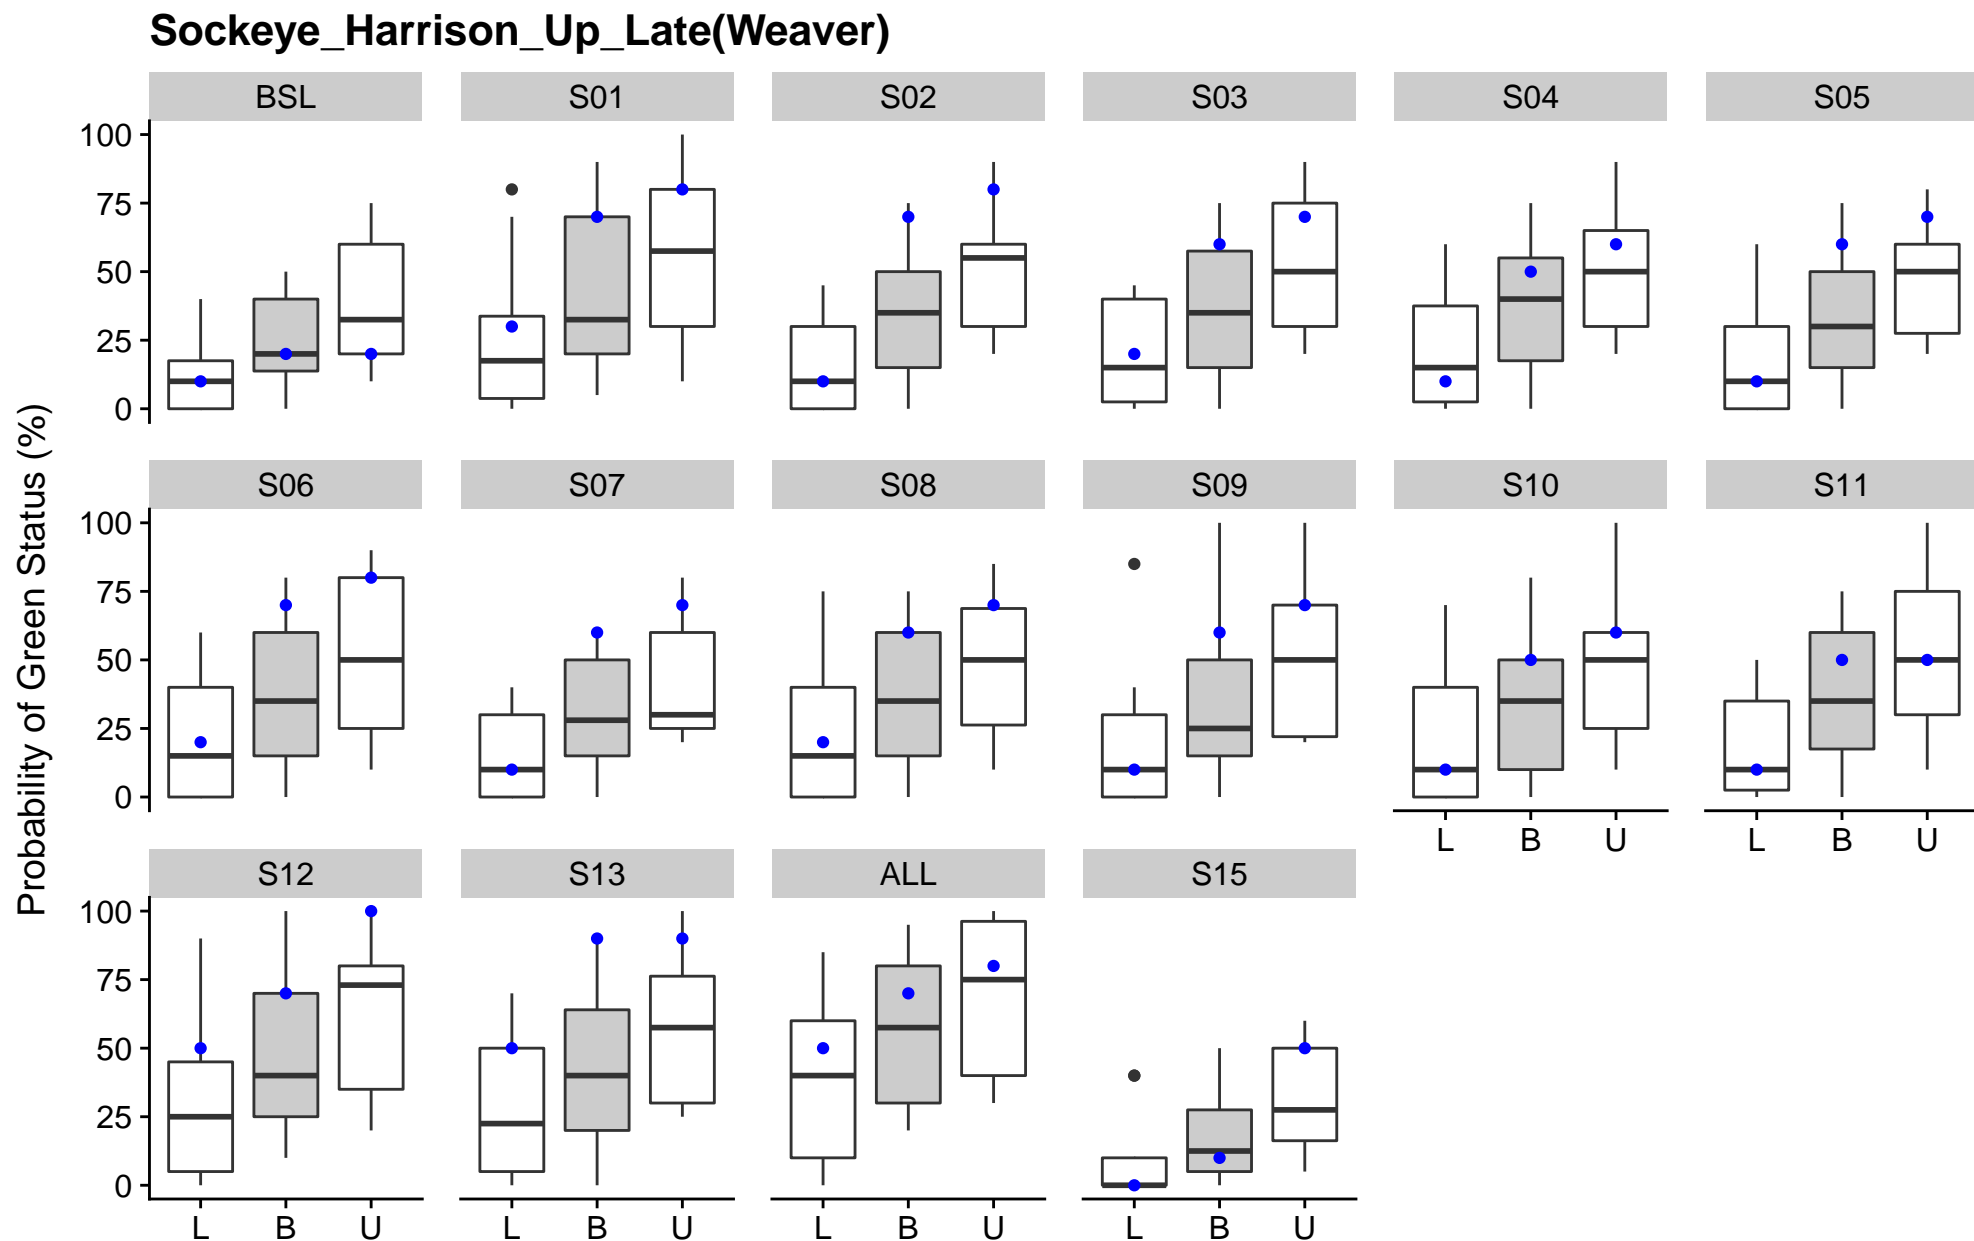 Sockeye_Harrison_Up_Late(Weaver)
BSL S01 S02 S03 S04 S05
100
75
50
25
0
S06 S07 S08 S09 S10 S11
100
75
50
25
0
L B U L B U
S12 S13 ALL S15
100
75
50
25
0
L B U L B U L B U L B U
Probability of Green Status (%)